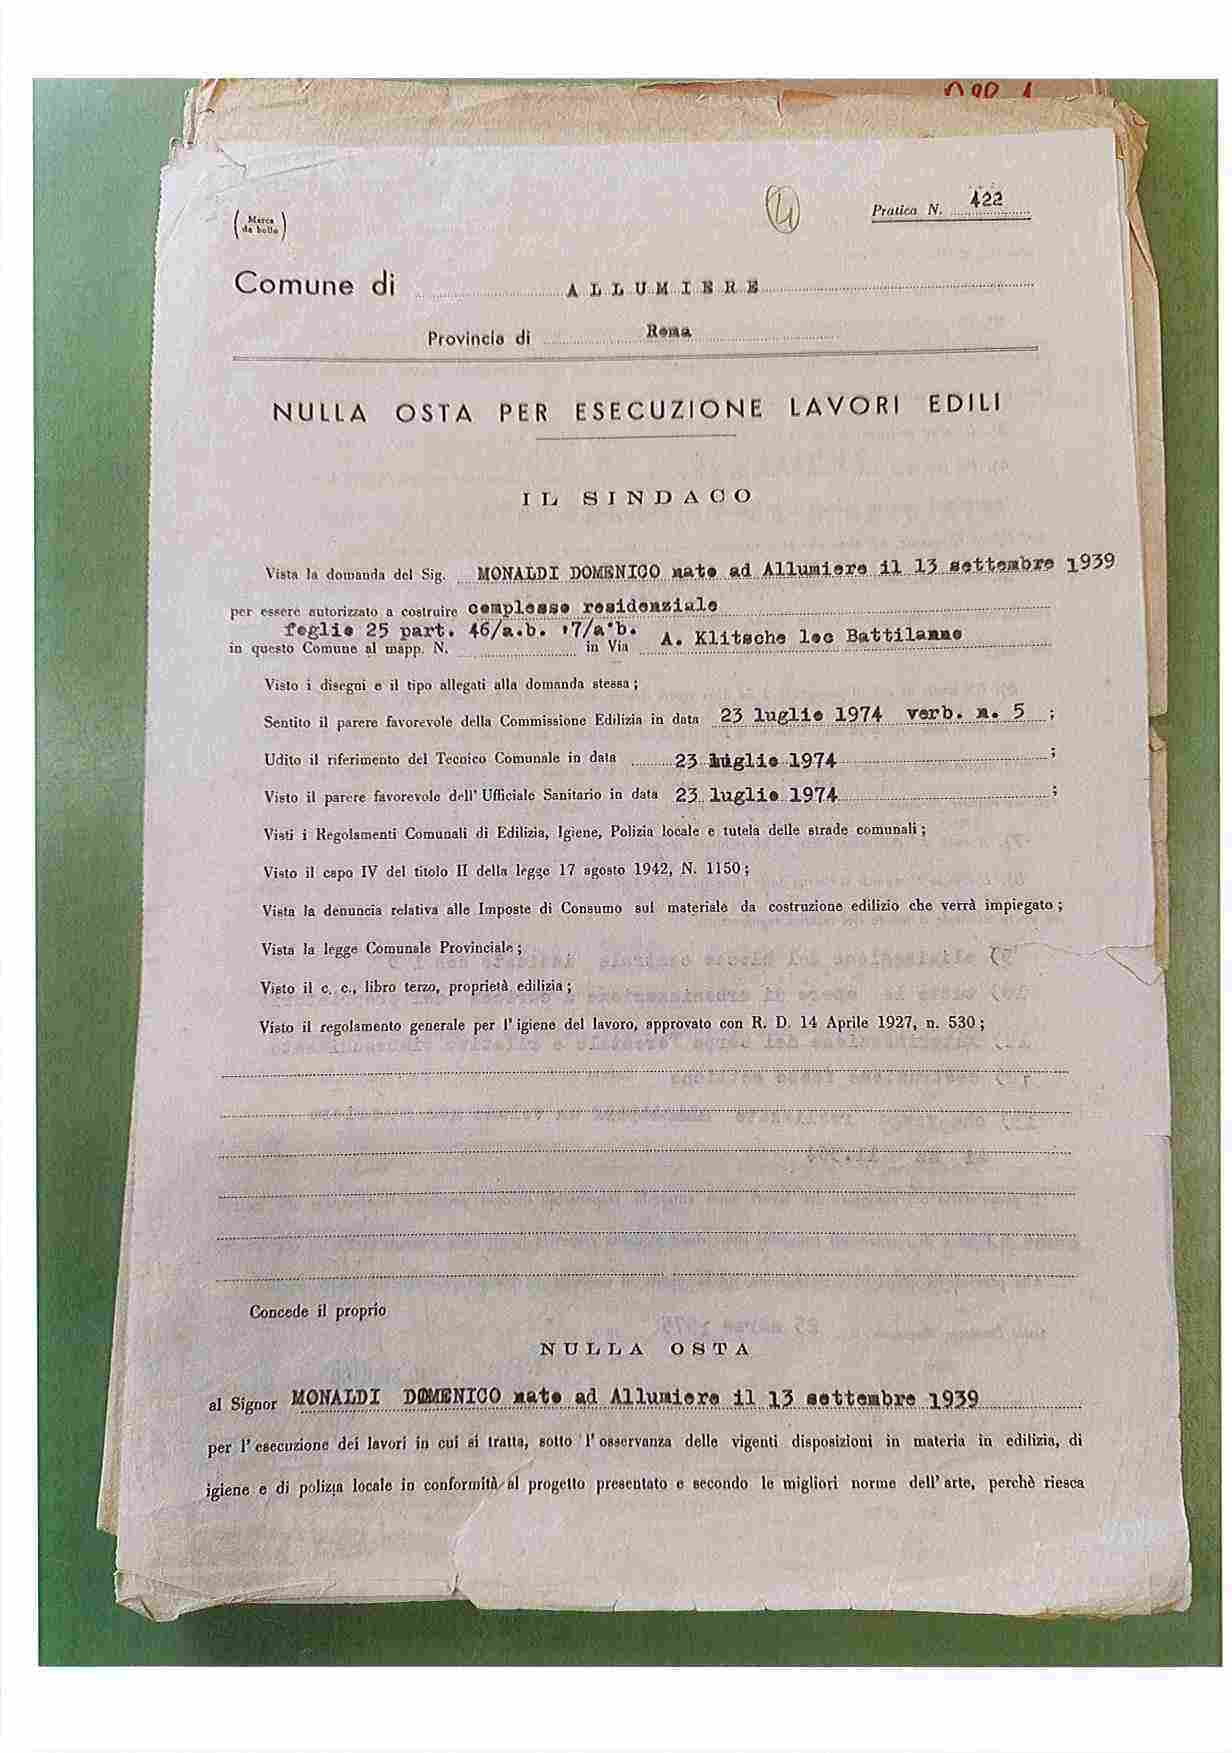 ( Marca da bollo )
4
Pratica N. 422
Comune di ALLUMIERE
Provincia di Roma
NULLA OSTA PER ESECUZIONE LAVORI EDILI
IL SINDACO
Vista la domanda del Sig. MONALDI DOMENICO nato ad Allumiere il 13 settembre 1939
per essere autorizzato a costruire complesso residenziale
foglio 25 part. 46/a.b. 47/a.b.
in questo Comune al mapp. N. in Via A. Klitsche loc Battilanno
Visto i disegni e il tipo allegati alla domanda stessa ;
Sentito il parere favorevole della Commissione Edilizia in data 23 luglio 1974 verb. n. 5 ;
Udito il riferimento del Tecnico Comunale in data 23 luglio 1974 ;
Visto il parere favorevole dell' Ufficiale Sanitario in data 23 luglio 1974 ;
Visti i Regolamenti Comunali di Edilizia, Igiene, Polizia locale e tutela delle strade comunali ;
Visto il capo IV del titolo II della legge 17 agosto 1942, N. 1150 ;
Vista la denuncia relativa alle Imposte di Consumo sul materiale da costruzione edilizio che verrà impiegato ;
Vista la legge Comunale Provinciale ;
Visto il c. c., libro terzo, proprietà edilizia ;
Visto il regolamento generale per l' igiene del lavoro, approvato con R. D. 14 Aprile 1927, n. 530 ;
Concede il proprio
NULLA OSTA
al Signor MONALDI DOMENICO nato ad Allumiere il 13 settembre 1939
per l' esecuzione dei lavori in cui si tratta, sotto l' osservanza delle vigenti disposizioni in materia in edilizia, di
igiene e di polizia locale in conformità al progetto presentato e secondo le migliori norme dell' arte, perchè riesca